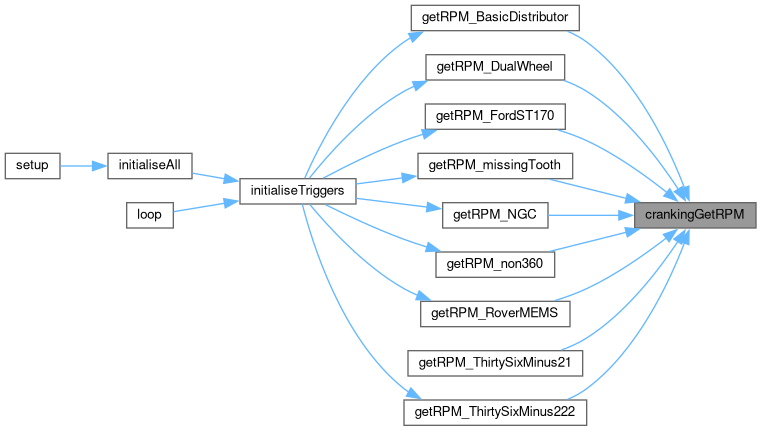 getRPM_BasicDistributor
getRPM_DualWheel
getRPM_FordST170
setup
initialiseAll
getRPM_missingTooth
initialiseTriggers
loop
getRPM_NGC
crankingGetRPM
getRPM_non360
getRPM_RoverMEMS
getRPM_ThirtySixMinus21
getRPM_ThirtySixMinus222